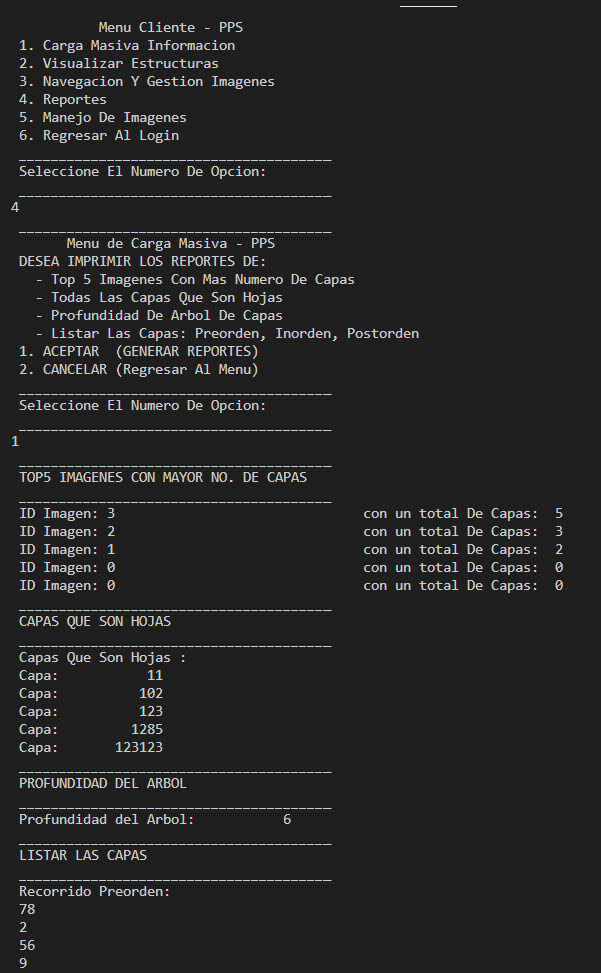 Menu Cliente - PPS
1. Carga Masiva Informacion
2. Visualizar Estructuras
3. Navegacion Y Gestion Imagenes
4. Reportes
5. Manejo De Imagenes
6. Regresar Al Login
_______________________________________
Seleccione El Numero De Opcion:
_______________________________________
4
_______________________________________
Menu de Carga Masiva - PPS
DESEA IMPRIMIR LOS REPORTES DE:
- Top 5 Imagenes Con Mas Numero De Capas
- Todas Las Capas Que Son Hojas
- Profundidad De Arbol De Capas
- Listar Las Capas: Preorden, Inorden, Postorden
1. ACEPTAR  (GENERAR REPORTES)
2. CANCELAR (Regresar Al Menu)
_______________________________________
Seleccione El Numero De Opcion:
_______________________________________
1
_______________________________________
TOP5 IMAGENES CON MAYOR NO. DE CAPAS
_______________________________________
ID Imagen: 3 con un total De Capas:  5
ID Imagen: 2 con un total De Capas:  3
ID Imagen: 1 con un total De Capas:  2
ID Imagen: 0 con un total De Capas:  0
ID Imagen: 0 con un total De Capas:  0
_______________________________________
CAPAS QUE SON HOJAS
_______________________________________
Capas Que Son Hojas :
Capa: 11
Capa: 102
Capa: 123
Capa: 1285
Capa: 123123
_______________________________________
PROFUNDIDAD DEL ARBOL
_______________________________________
Profundidad del Arbol: 6
_______________________________________
LISTAR LAS CAPAS
_______________________________________
Recorrido Preorden:
78
2
56
9